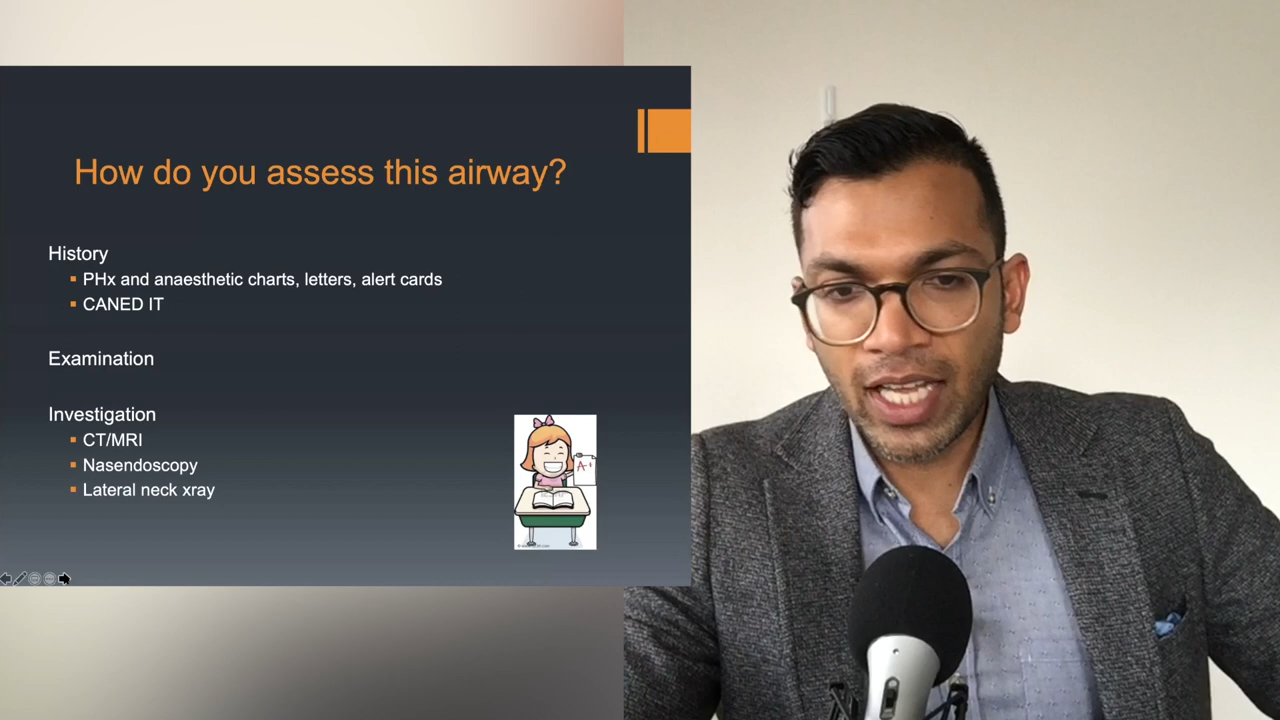 How do you assess this airway?
History
PHx and anaesthetic charts, letters, alert cards
CANED IT
Examination
Investigation
CT/MRI
Nasendoscopy
Lateral neck xray
A+